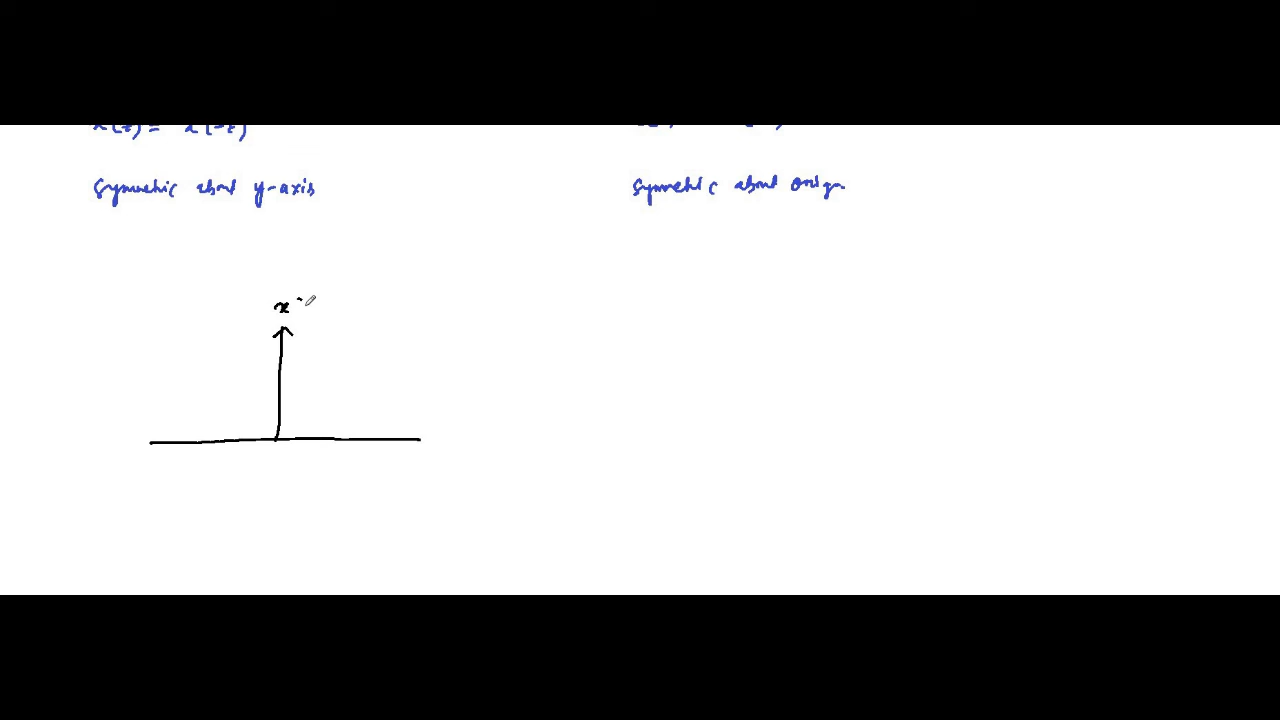 x(t) = x(-t)
Symmetric about y-axis
Symmetric about origin
x